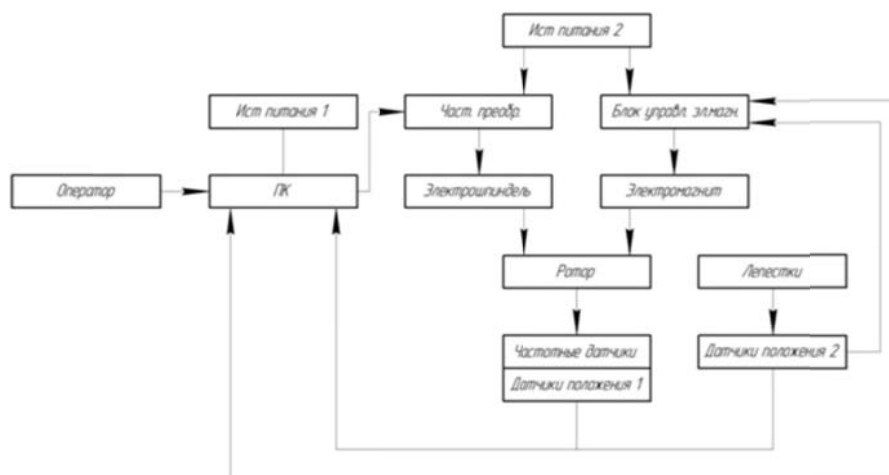 Ист питания 2
Ист питания 1
Част. преобр.
Блок управл. эл.магн.
Оператор
ПК
Электрошпиндель
Электромагнит
Ротор
Лепестки
Частотные датчики
Датчики положения 2
Датчики положения 1